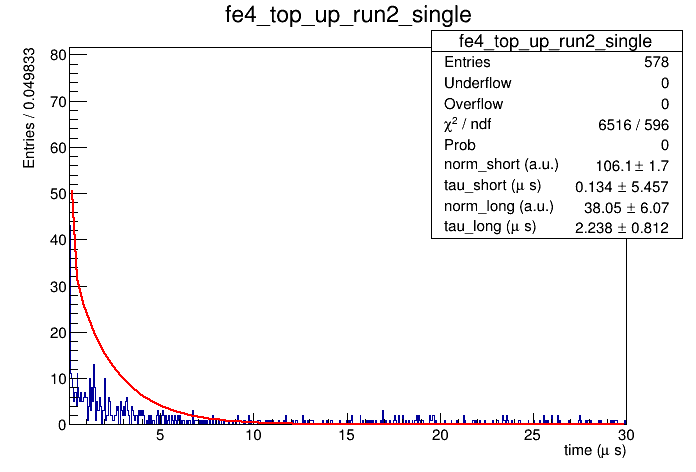 fe4_top_up_run2_single
fe4_top_up_run2_single
Entries 578
Underflow 0
Overflow 0
χ² / ndf 6516 / 596
Prob 0
norm_short (a.u.) 106.1 ± 1.7
tau_short (μ s) 0.134 ± 5.457
norm_long (a.u.) 38.05 ± 6.07
tau_long (μ s) 2.238 ± 0.812
Entries / 0.049833
80
70
60
50
40
30
20
10
0
5 10 15 20 25 30
time (μ s)